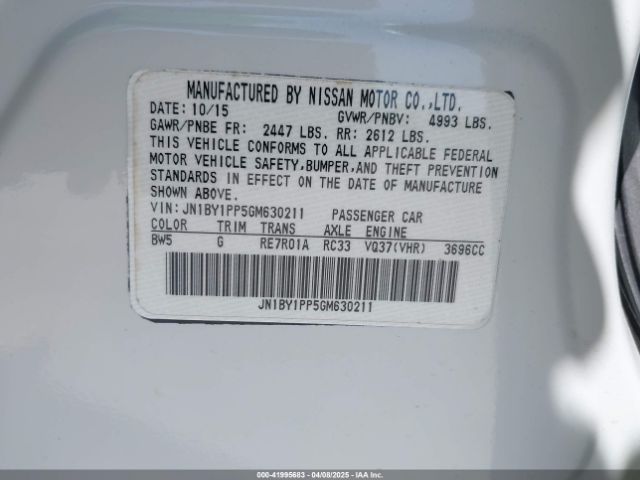 MANUFACTURED BY NISSAN MOTOR CO.,LTD.
DATE: 10/15 GVWR/PNBV: 4993 LBS.
GAWR/PNBE FR: 2447 LBS. RR: 2612 LBS.
THIS VEHICLE CONFORMS TO ALL APPLICABLE FEDERAL
MOTOR VEHICLE SAFETY,BUMPER,AND THEFT PREVENTION
STANDARDS IN EFFECT ON THE DATE OF MANUFACTURE
SHOWN ABOVE.
VIN: JN1BY1PP5GM630211 PASSENGER CAR
COLOR TRIM TRANS AXLE ENGINE
BW5 G RE7R01A RC33 VQ37(VHR) 3696CC
JN1BY1PP5GM630211
000-41995683 - 04/08/2025 - IAAI.COM